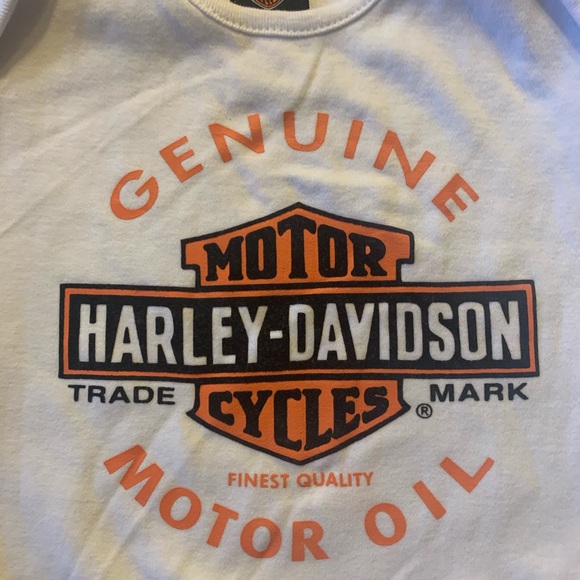 GENUINE
MOTOR
HARLEY-DAVIDSON
TRADE MARK
CYCLES ®
FINEST QUALITY
MOTOR OIL